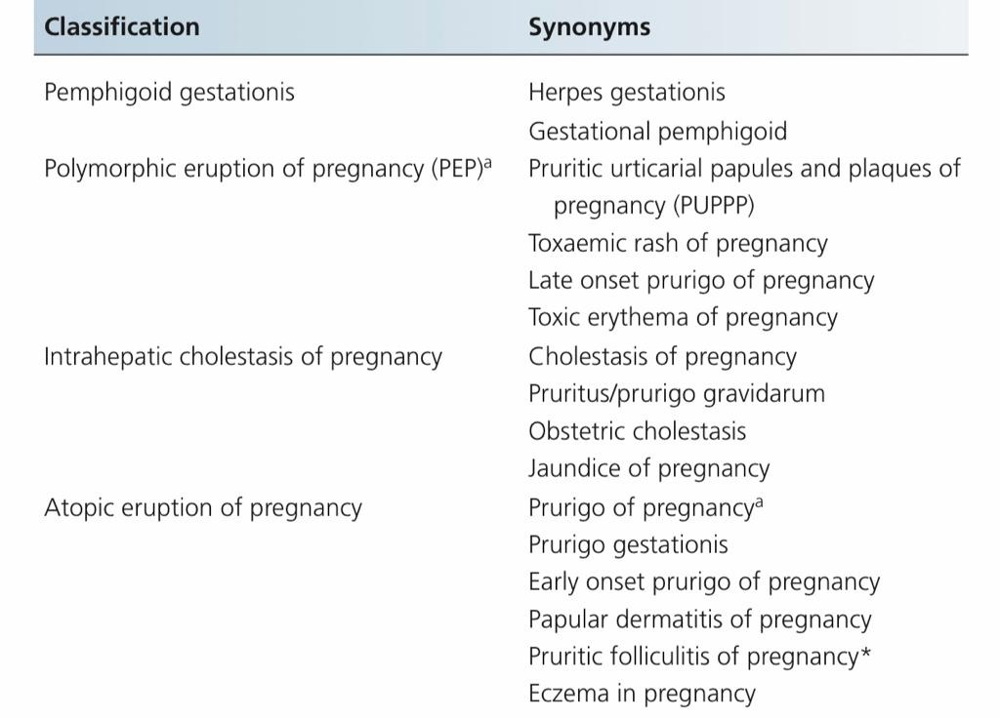 Classification Synonyms
Pemphigoid gestationis Herpes gestationis
Gestational pemphigoid
Polymorphic eruption of pregnancy (PEP)ᵃ Pruritic urticarial papules and plaques of
pregnancy (PUPPP)
Toxaemic rash of pregnancy
Late onset prurigo of pregnancy
Toxic erythema of pregnancy
Intrahepatic cholestasis of pregnancy Cholestasis of pregnancy
Pruritus/prurigo gravidarum
Obstetric cholestasis
Jaundice of pregnancy
Atopic eruption of pregnancy Prurigo of pregnancyᵃ
Prurigo gestationis
Early onset prurigo of pregnancy
Papular dermatitis of pregnancy
Pruritic folliculitis of pregnancy*
Eczema in pregnancy